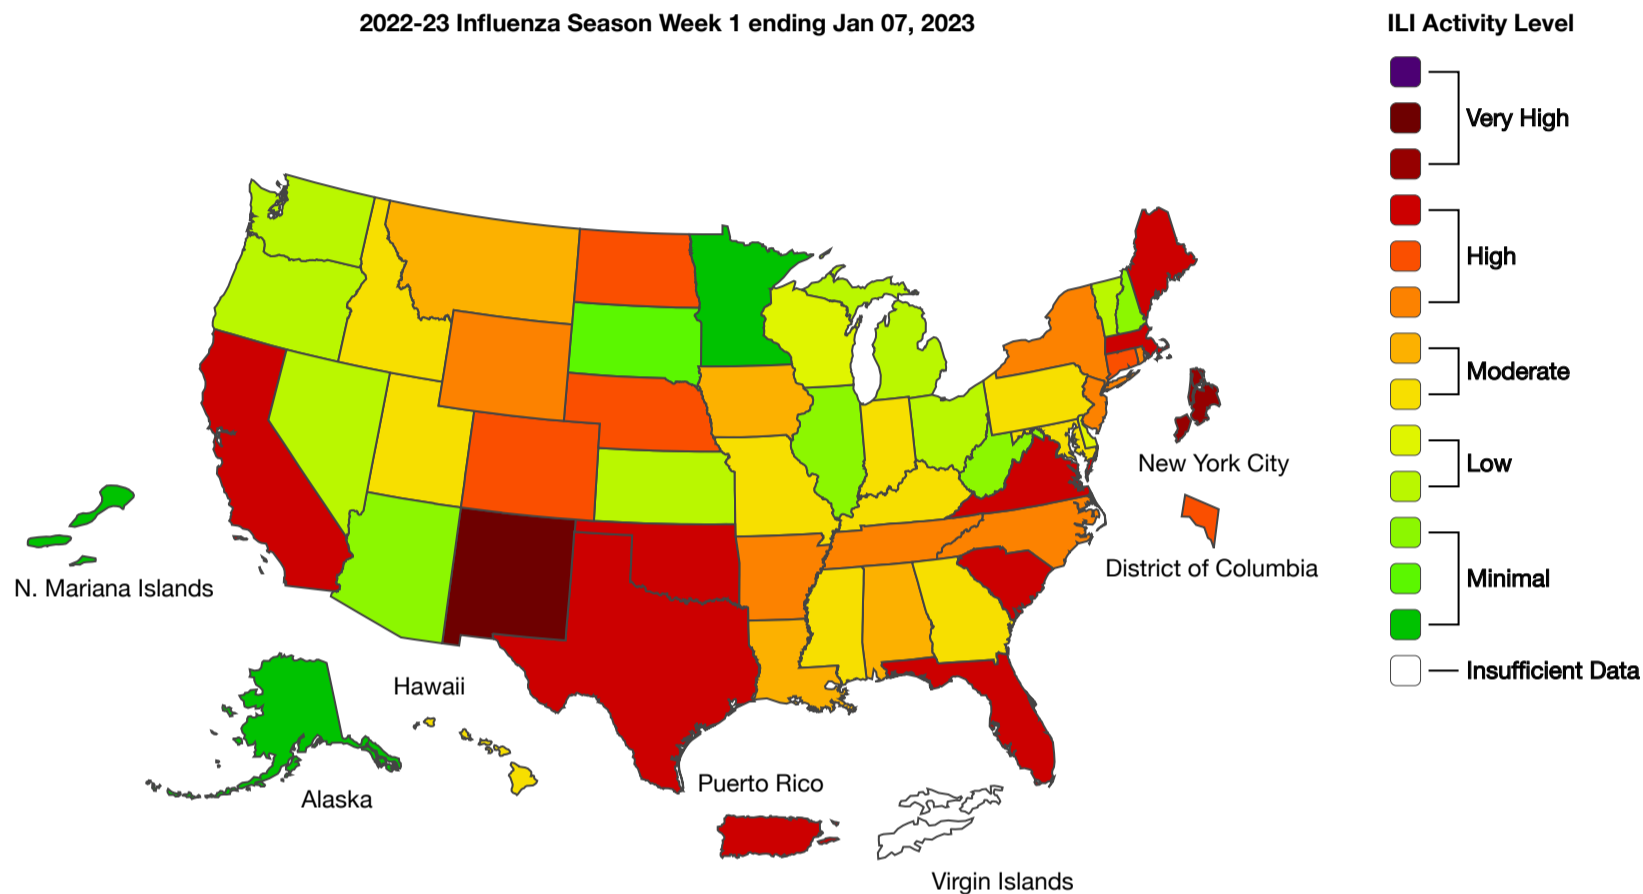 2022-23 Influenza Season Week 1 ending Jan 07, 2023
ILI Activity Level
Very High
High
Moderate
Low
Minimal
Insufficient Data
New York City
District of Columbia
N. Mariana Islands
Hawaii
Alaska
Puerto Rico
Virgin Islands